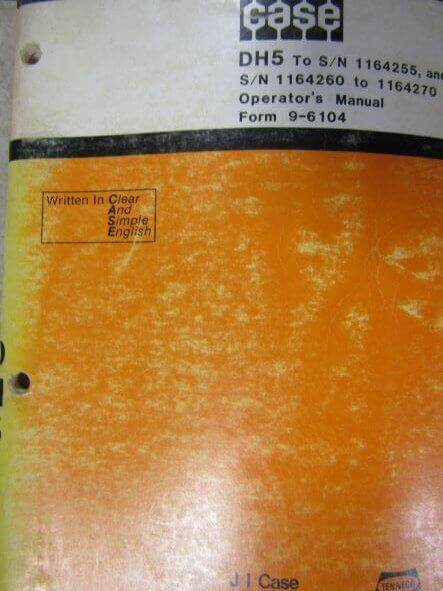 case
DH5 To S/N 1164255, and
S/N 1164260 to 1164270
Operator's Manual
Form 9-6104
Written In Clear
And
Simple
English
J I Case
TENNECO